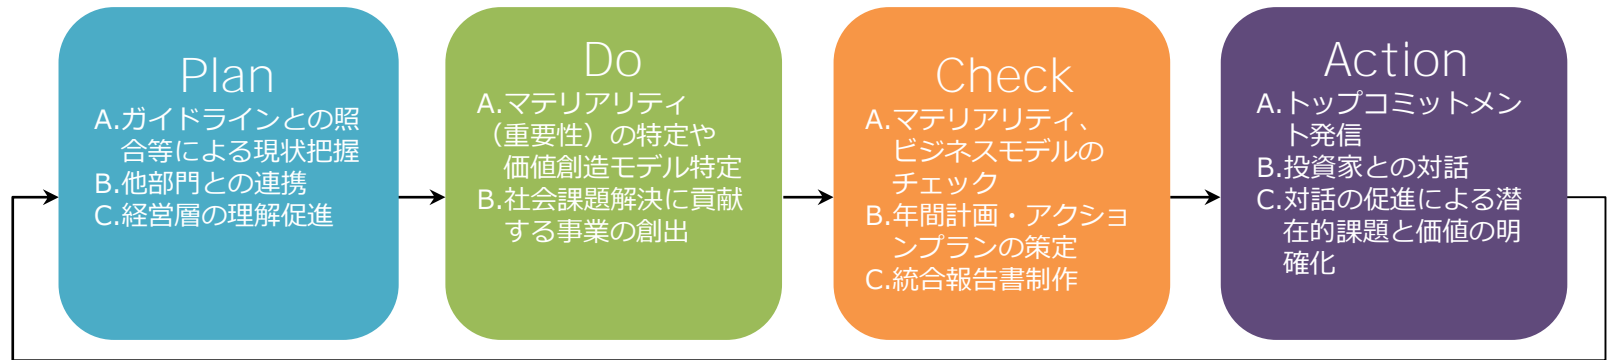 Plan
A.ガイドラインとの照
合等による現状把握
B.他部門との連携
C.経営層の理解促進
Do
A.マテリアリティ
（重要性）の特定や
価値創造モデル特定
B.社会課題解決に貢献
する事業の創出
Check
A.マテリアリティ、
ビジネスモデルの
チェック
B.年間計画・アクショ
ンプランの策定
C.統合報告書制作
Action
A.トップコミットメン
ト発信
B.投資家との対話
C.対話の促進による潜
在的課題と価値の明
確化